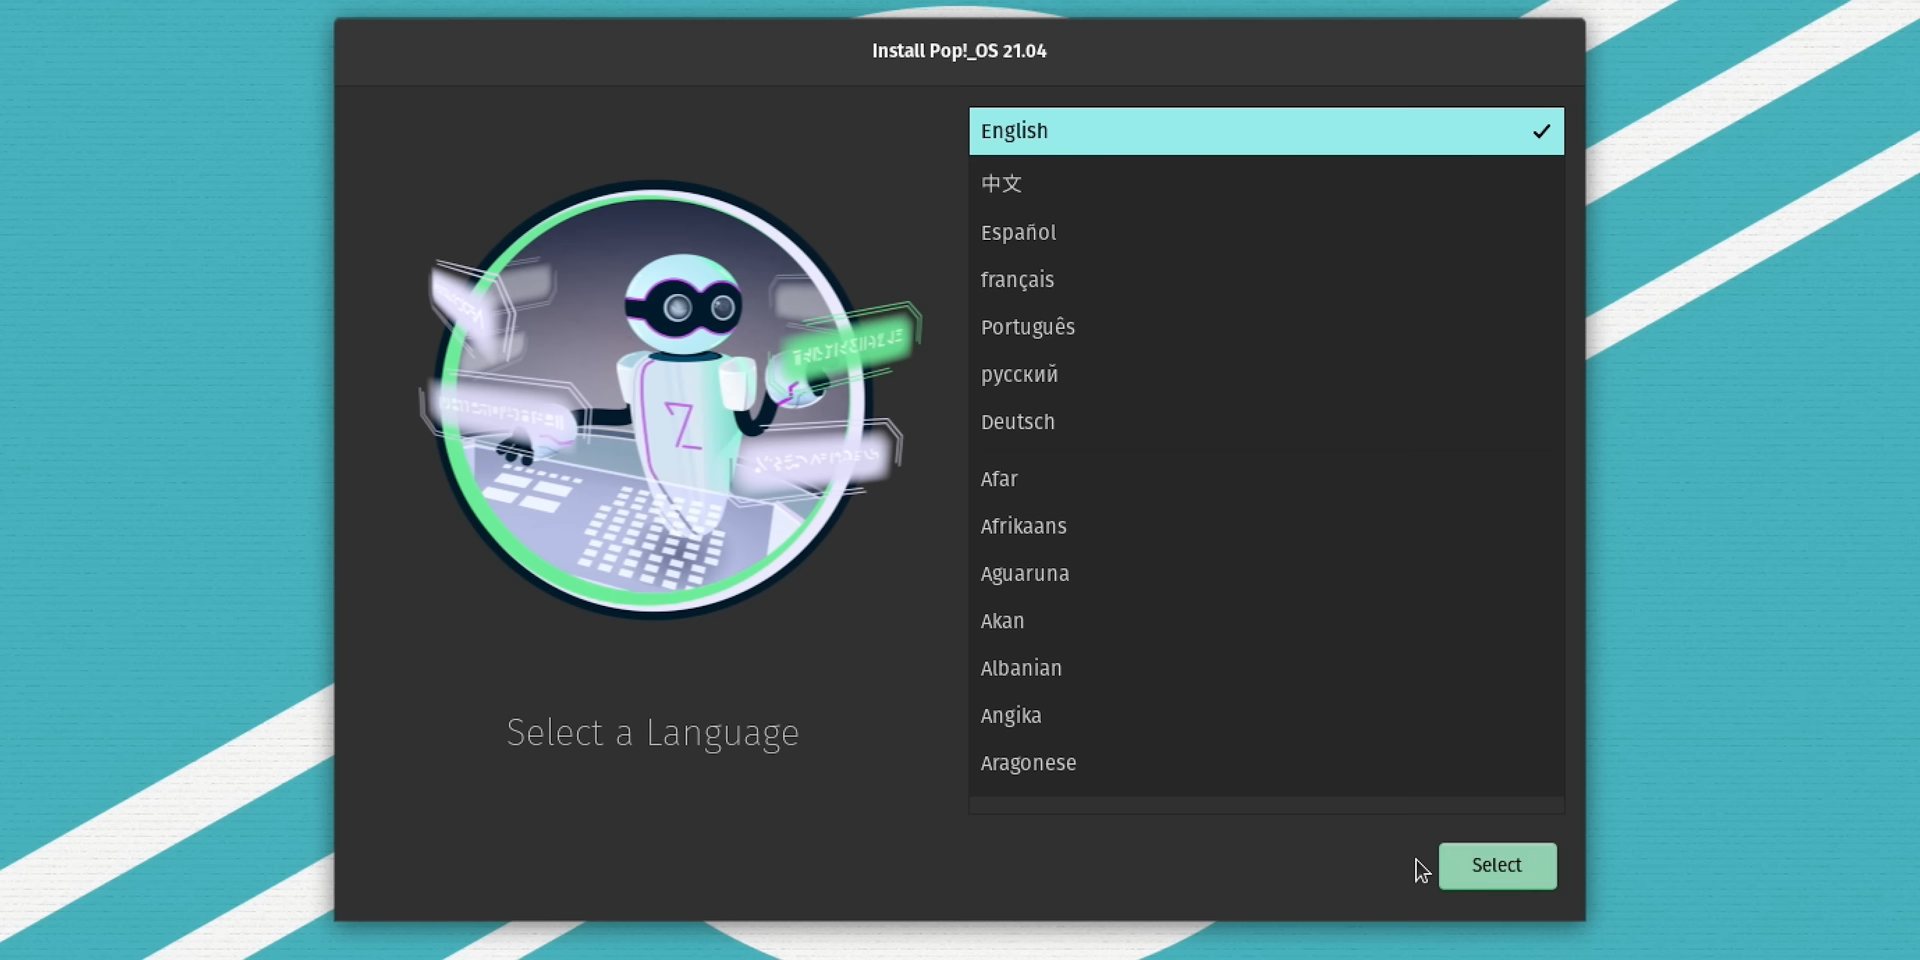 Install Pop!_OS 21.04
English
中文
Español
français
Português
русский
Deutsch
Afar
Afrikaans
Aguaruna
Akan
Albanian
Angika
Aragonese
Select a Language
Z
Select